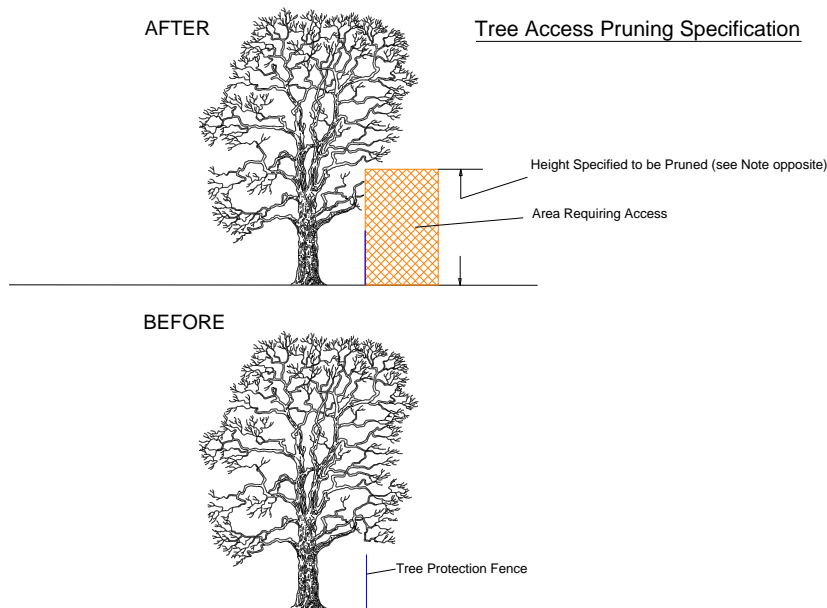 AFTER
Tree Access Pruning Specification
Height Specified to be Pruned (see Note opposite)
Area Requiring Access
BEFORE
Tree Protection Fence